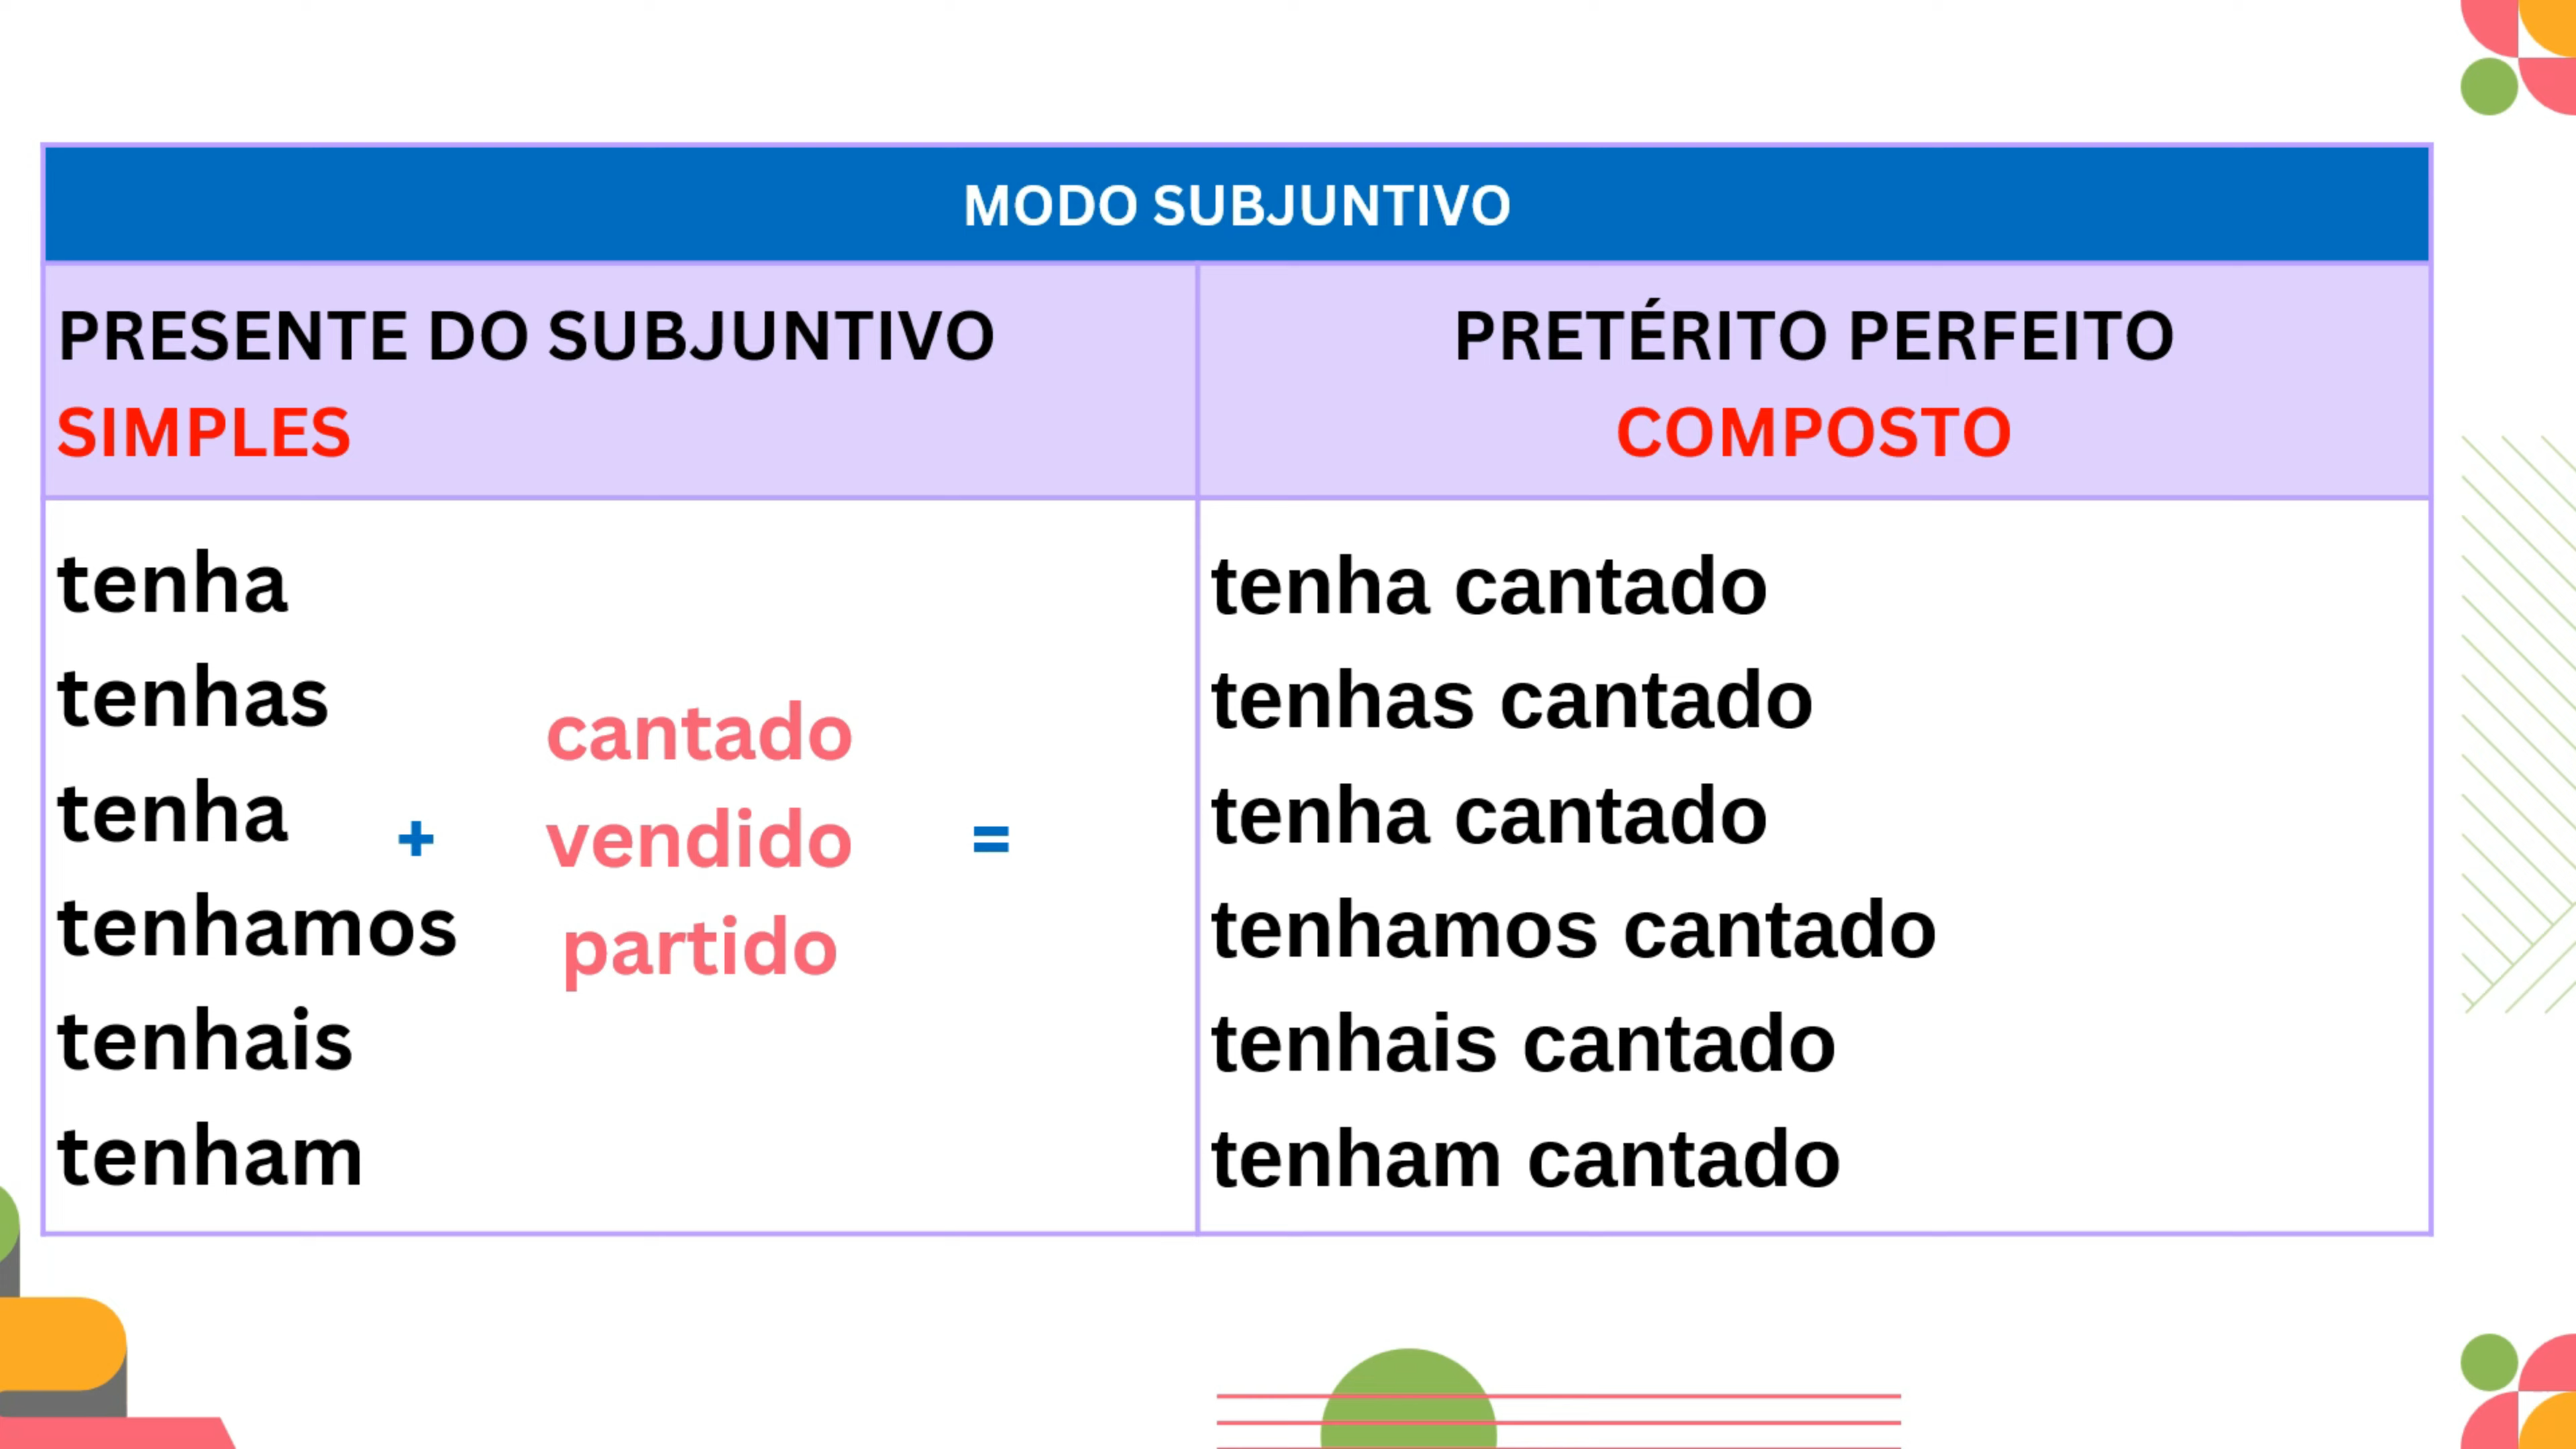 MODO SUBJUNTIVO
PRESENTE DO SUBJUNTIVO
SIMPLES
PRETÉRITO PERFEITO
COMPOSTO
tenha
tenhas
tenha
tenhamos
tenhais
tenham
+
cantado
vendido
partido
=
tenha cantado
tenhas cantado
tenha cantado
tenhamos cantado
tenhais cantado
tenham cantado